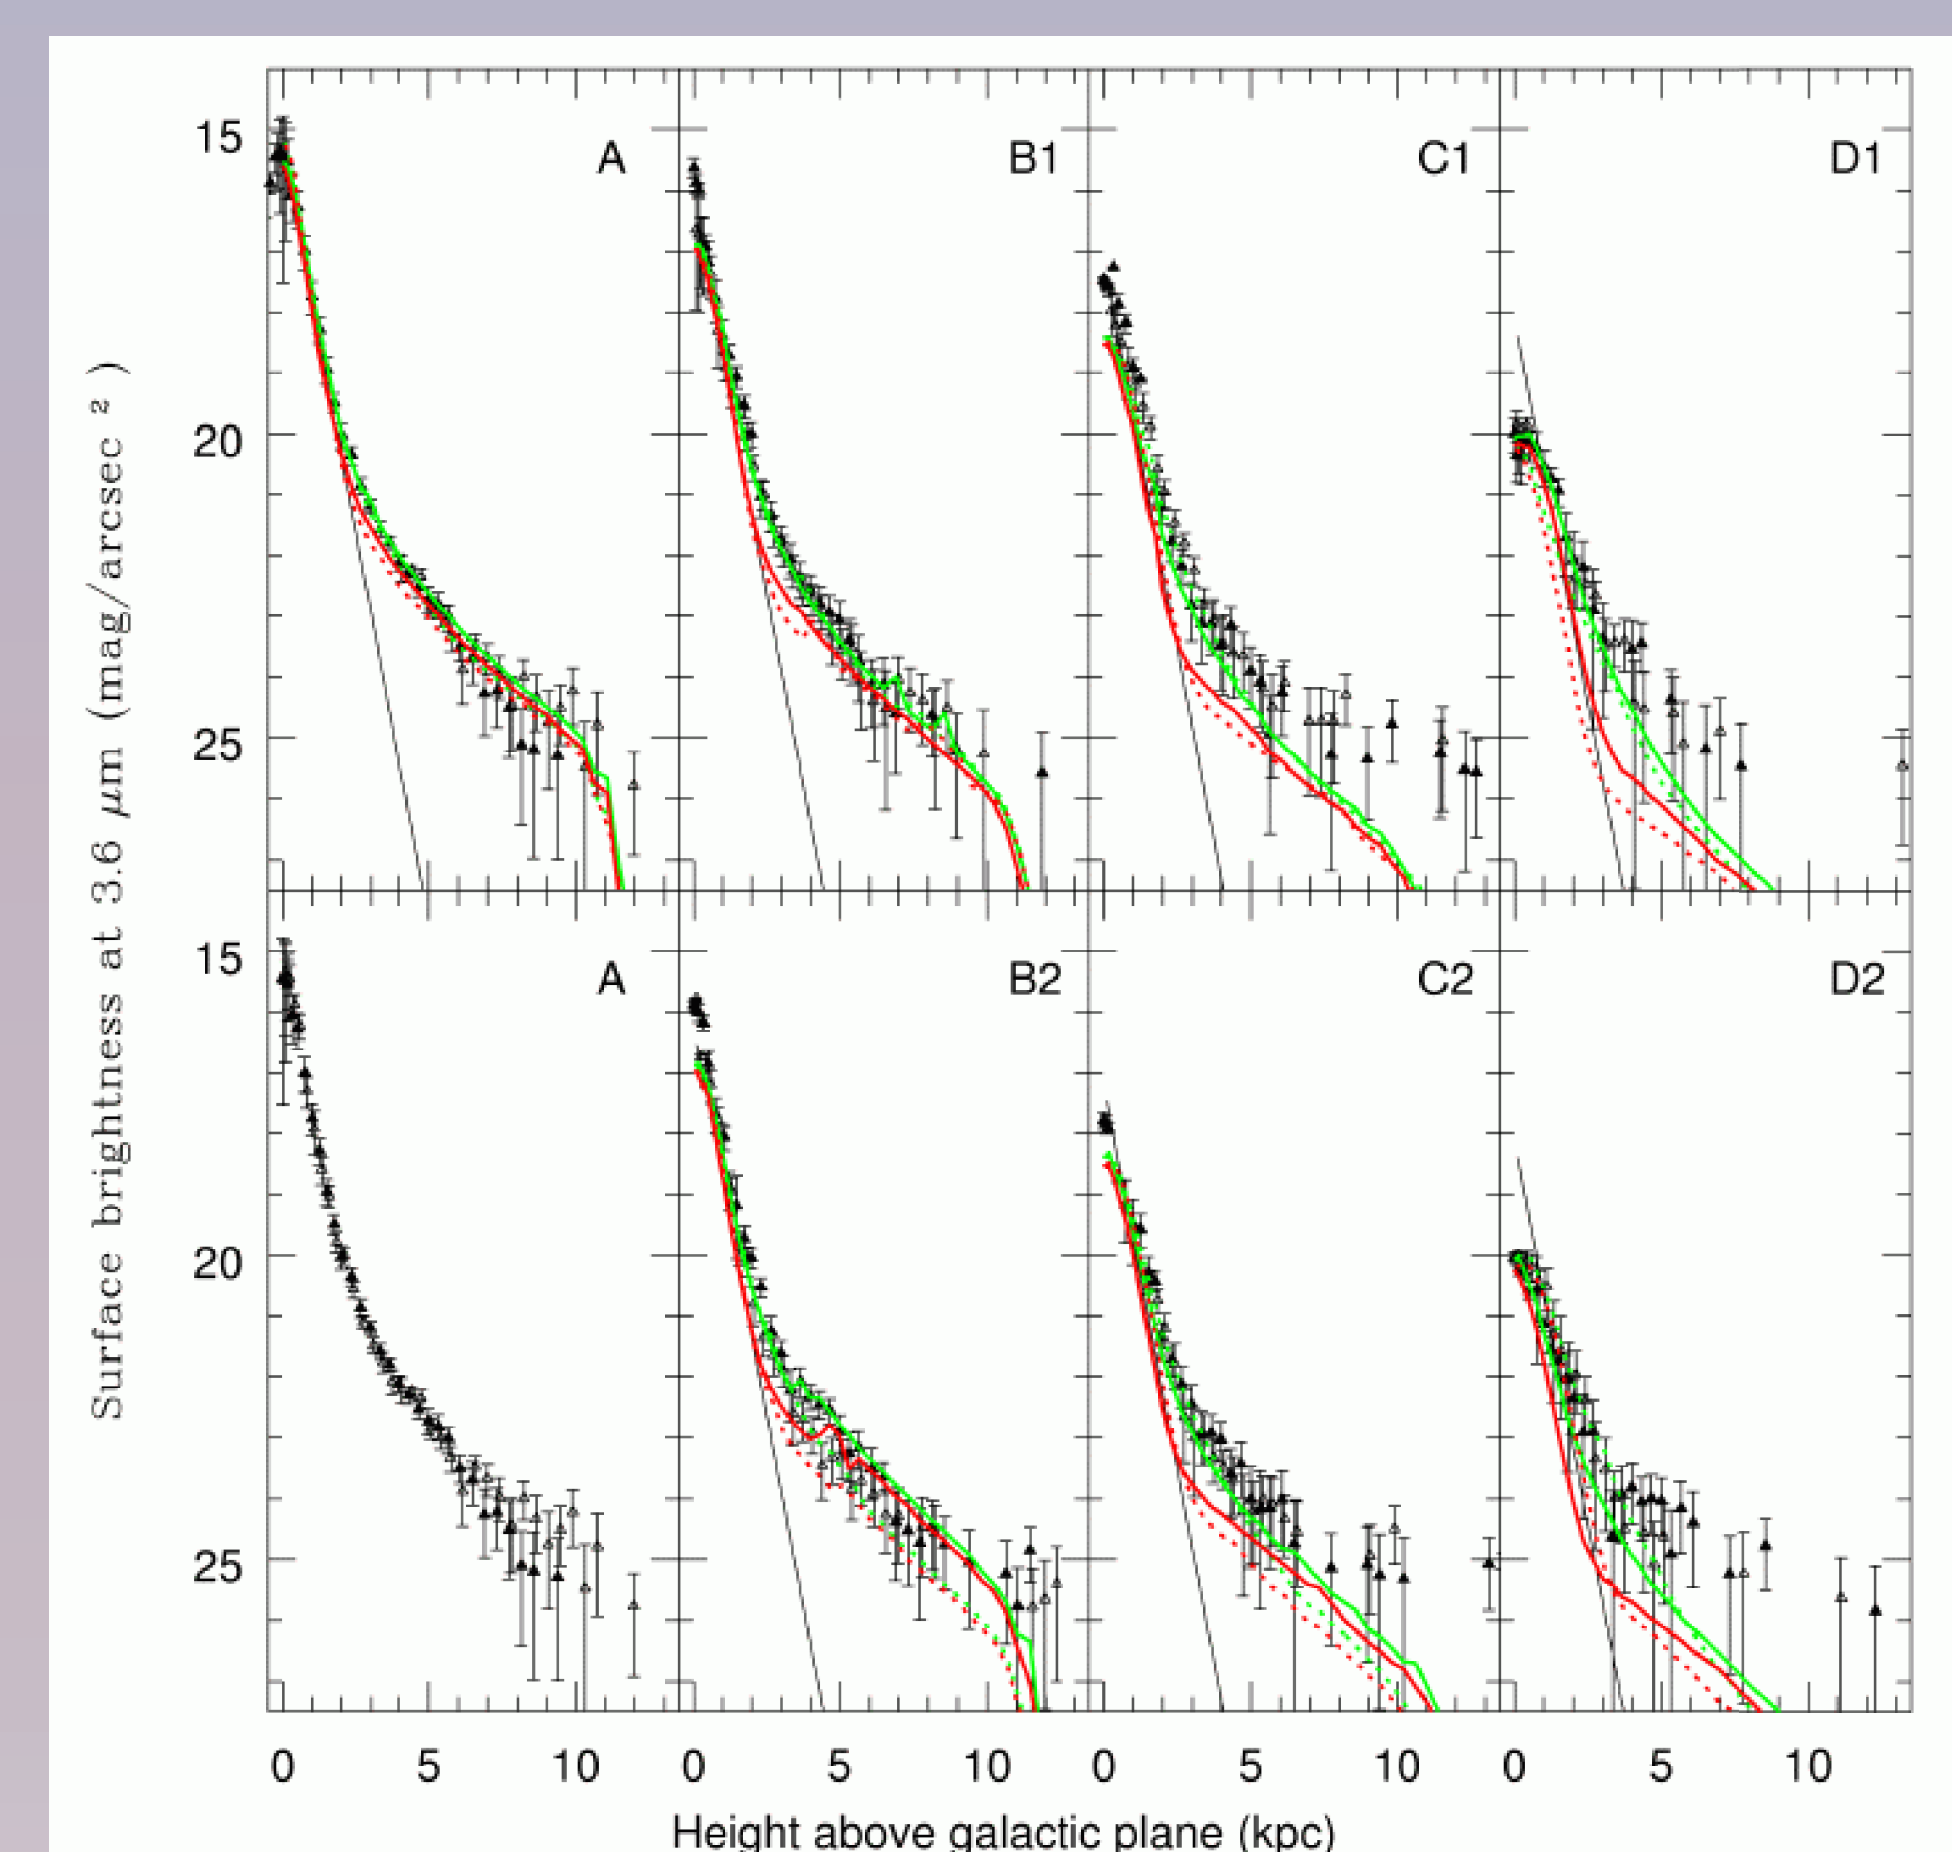 Surface brightness at 3.6 μm (mag/arcsec ²)
A B1 C1 D1
15
20
25
A B2 C2 D2
15
20
25
0 5 10 0 5 10 0 5 10 0 5 10
Height above galactic plane (kpc)